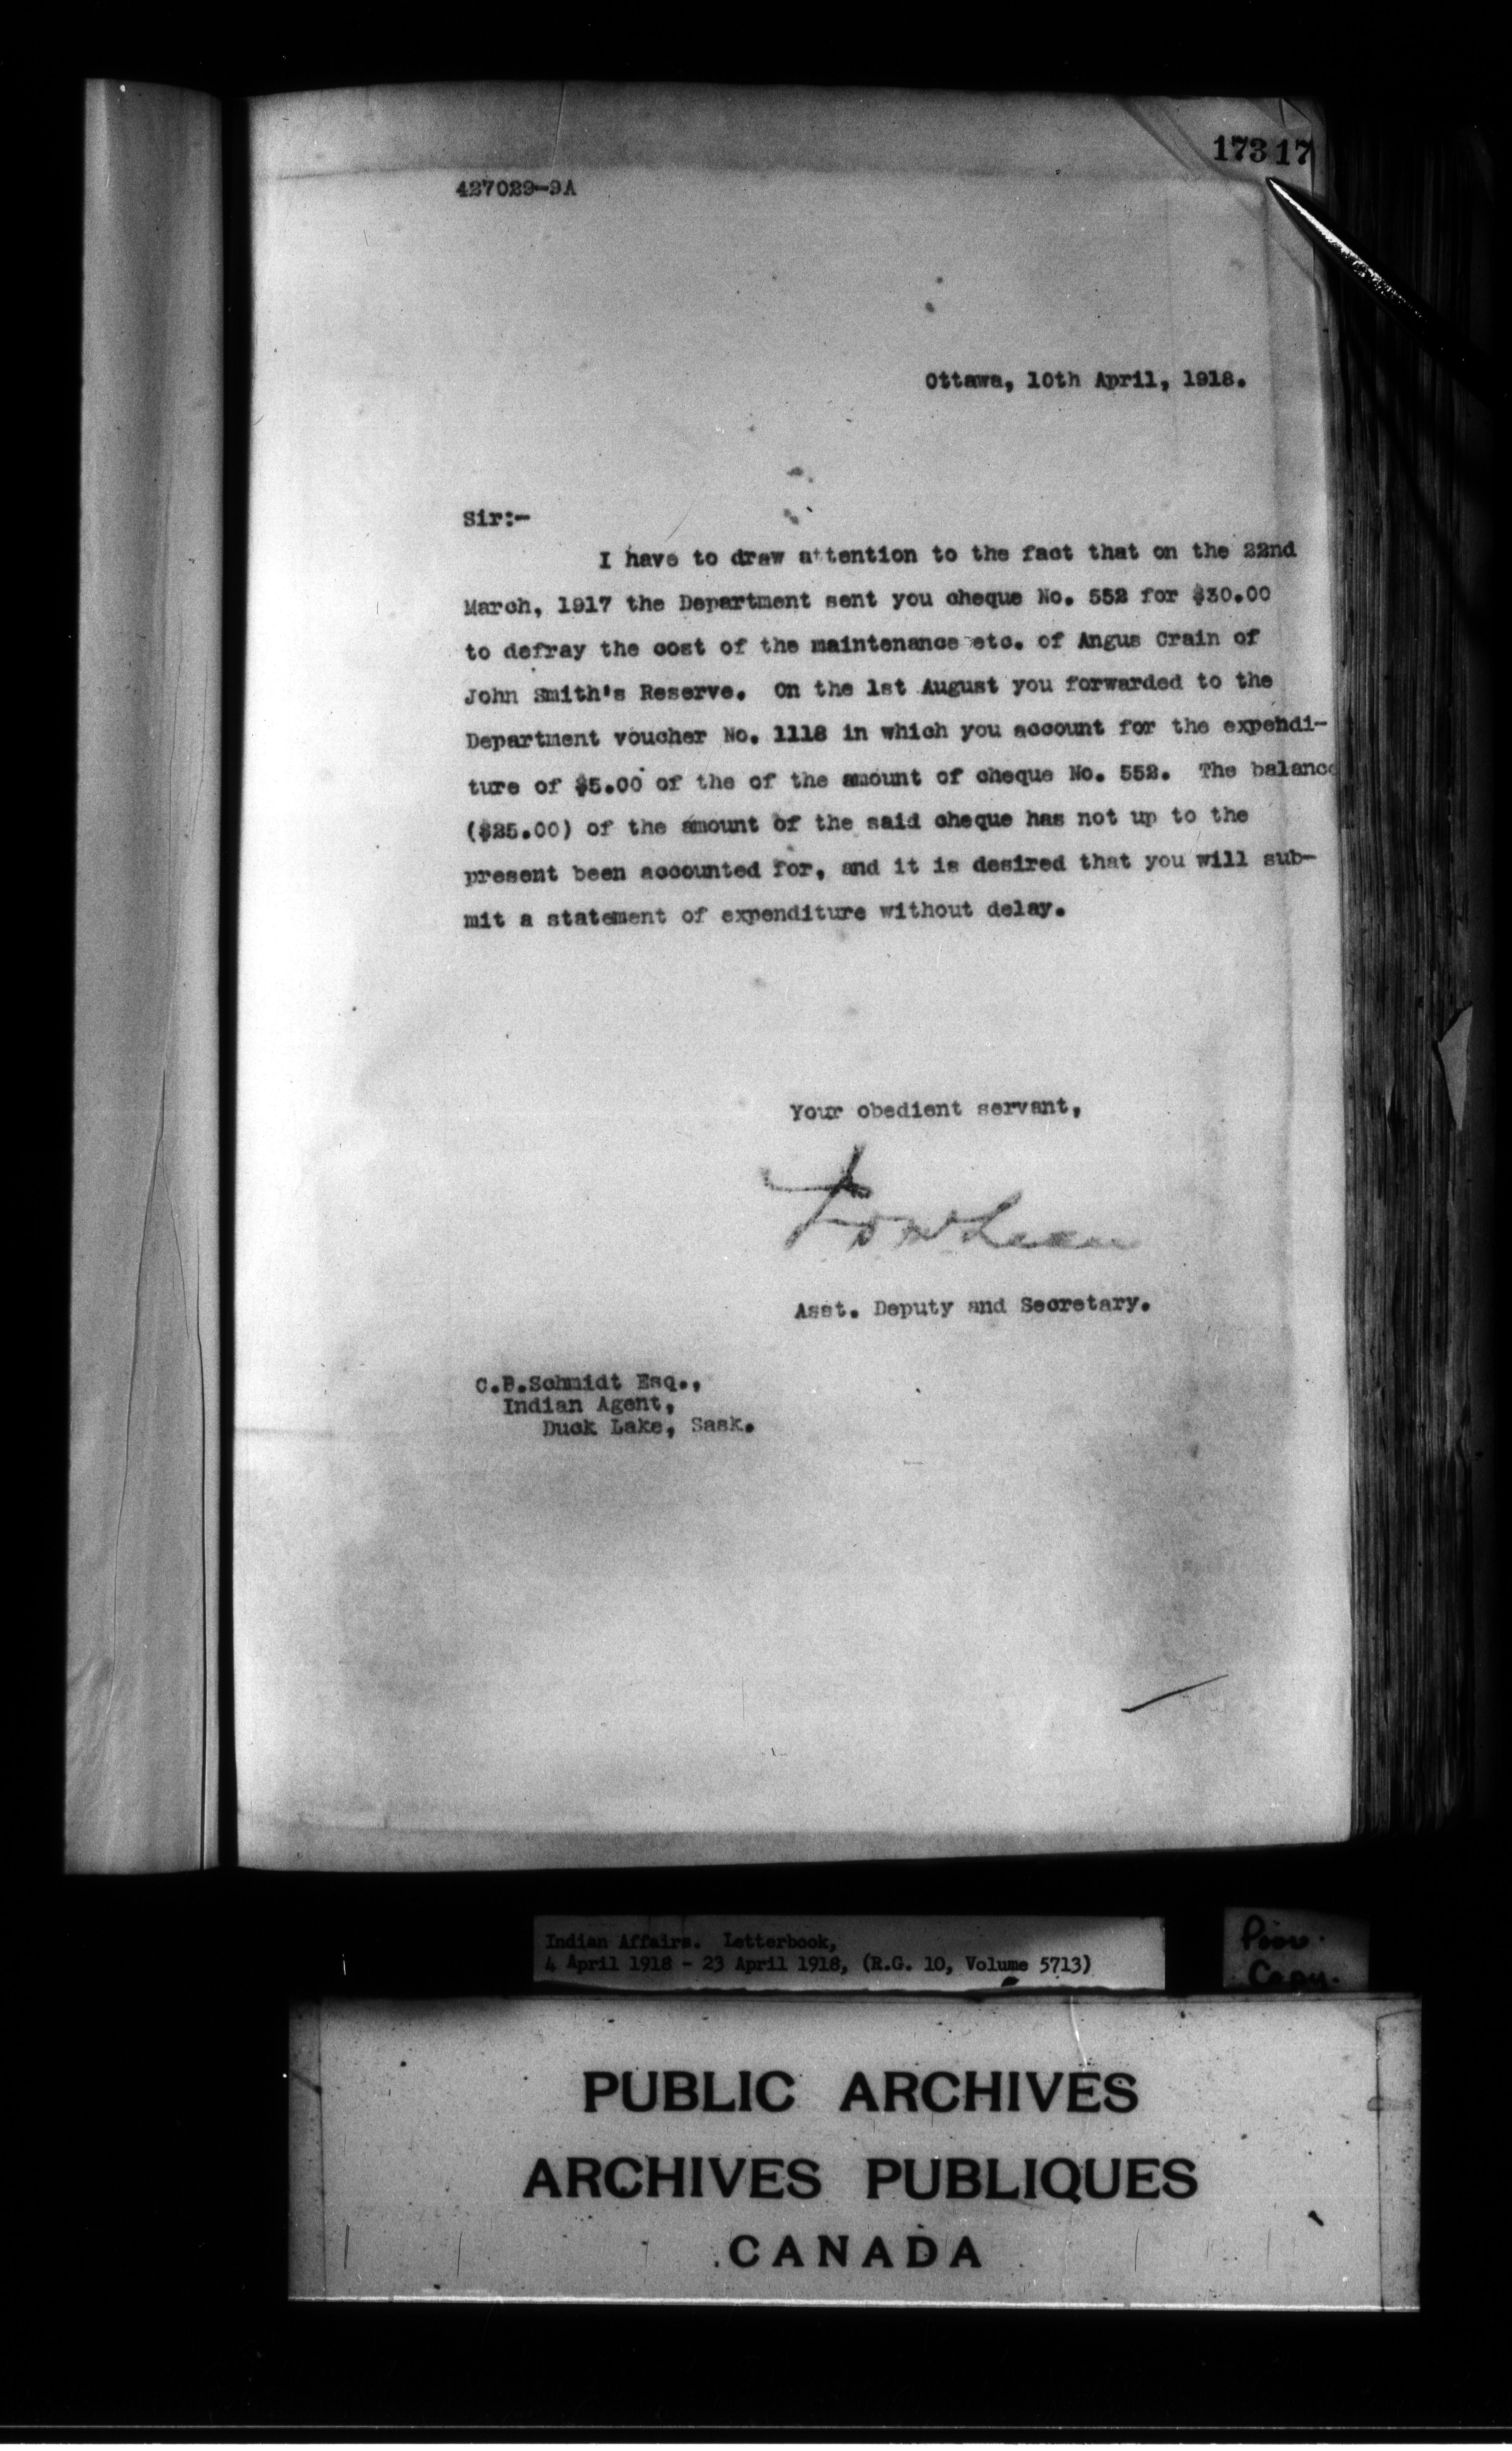 173 17
427029-9A
Ottawa, 10th April, 1918.
Sir:-
I have to draw attention to the fact that on the 22nd
March, 1917 the Department sent you cheque No. 552 for $30.00
to defray the cost of the maintenance etc. of Angus Crain of
John Smith's Reserve. On the 1st August you forwarded to the
Department voucher No. 1118 in which you account for the expendi-
ture of $5.00 of the of the amount of cheque No. 552. The balance
($25.00) of the amount of the said cheque has not up to the
present been accounted for, and it is desired that you will sub-
mit a statement of expenditure without delay.
Your obedient servant,
Asst. Deputy and Secretary.
C.P.Schmidt Esq.,
Indian Agent,
Duck Lake, Sask.
Indian Affairs. Letterbook,
4 April 1918 - 23 April 1918, (R.G. 10, Volume 5713)
Poor
Copy.
PUBLIC ARCHIVES
ARCHIVES PUBLIQUES
CANADA